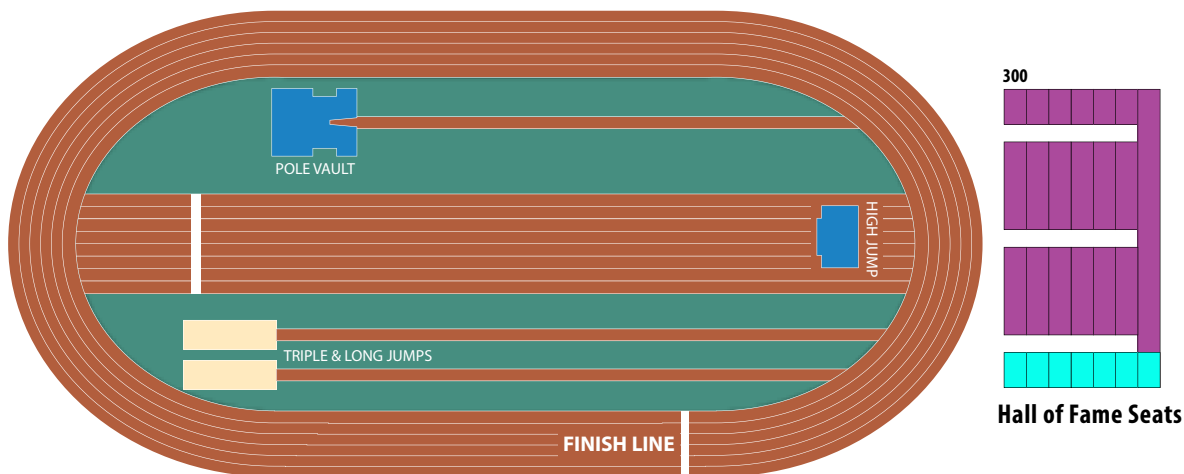 300
POLE VAULT
HIGH JUMP
TRIPLE & LONG JUMPS
FINISH LINE
Hall of Fame Seats